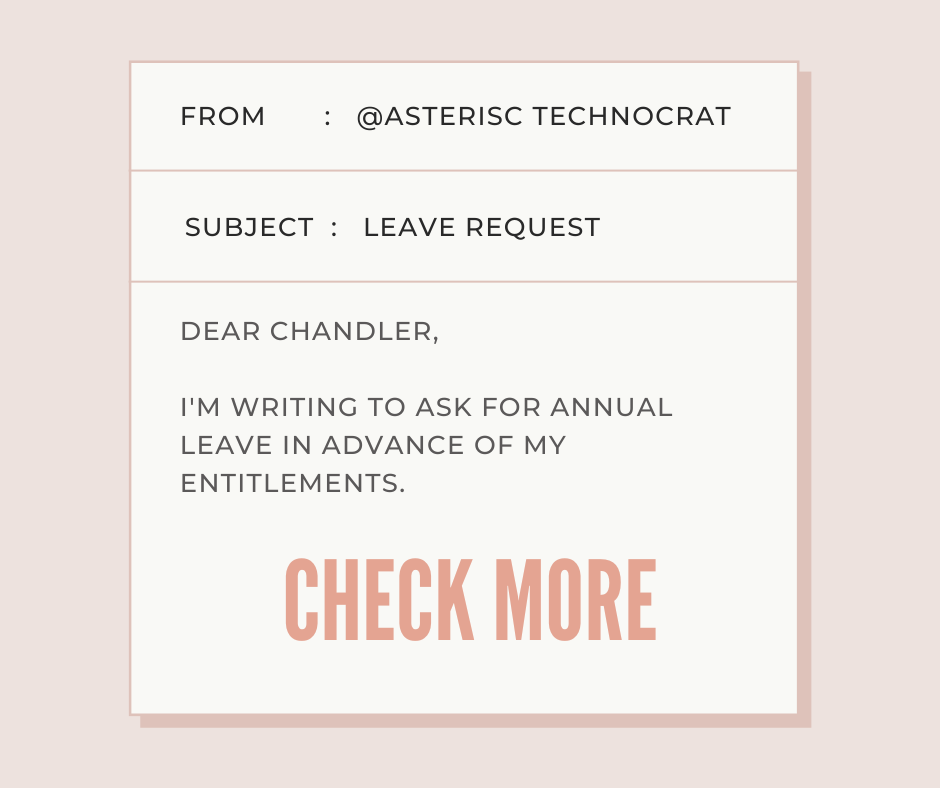 FROM : @ASTERISC TECHNOCRAT
SUBJECT : LEAVE REQUEST
DEAR CHANDLER,
I'M WRITING TO ASK FOR ANNUAL
LEAVE IN ADVANCE OF MY
ENTITLEMENTS.
CHECK MORE